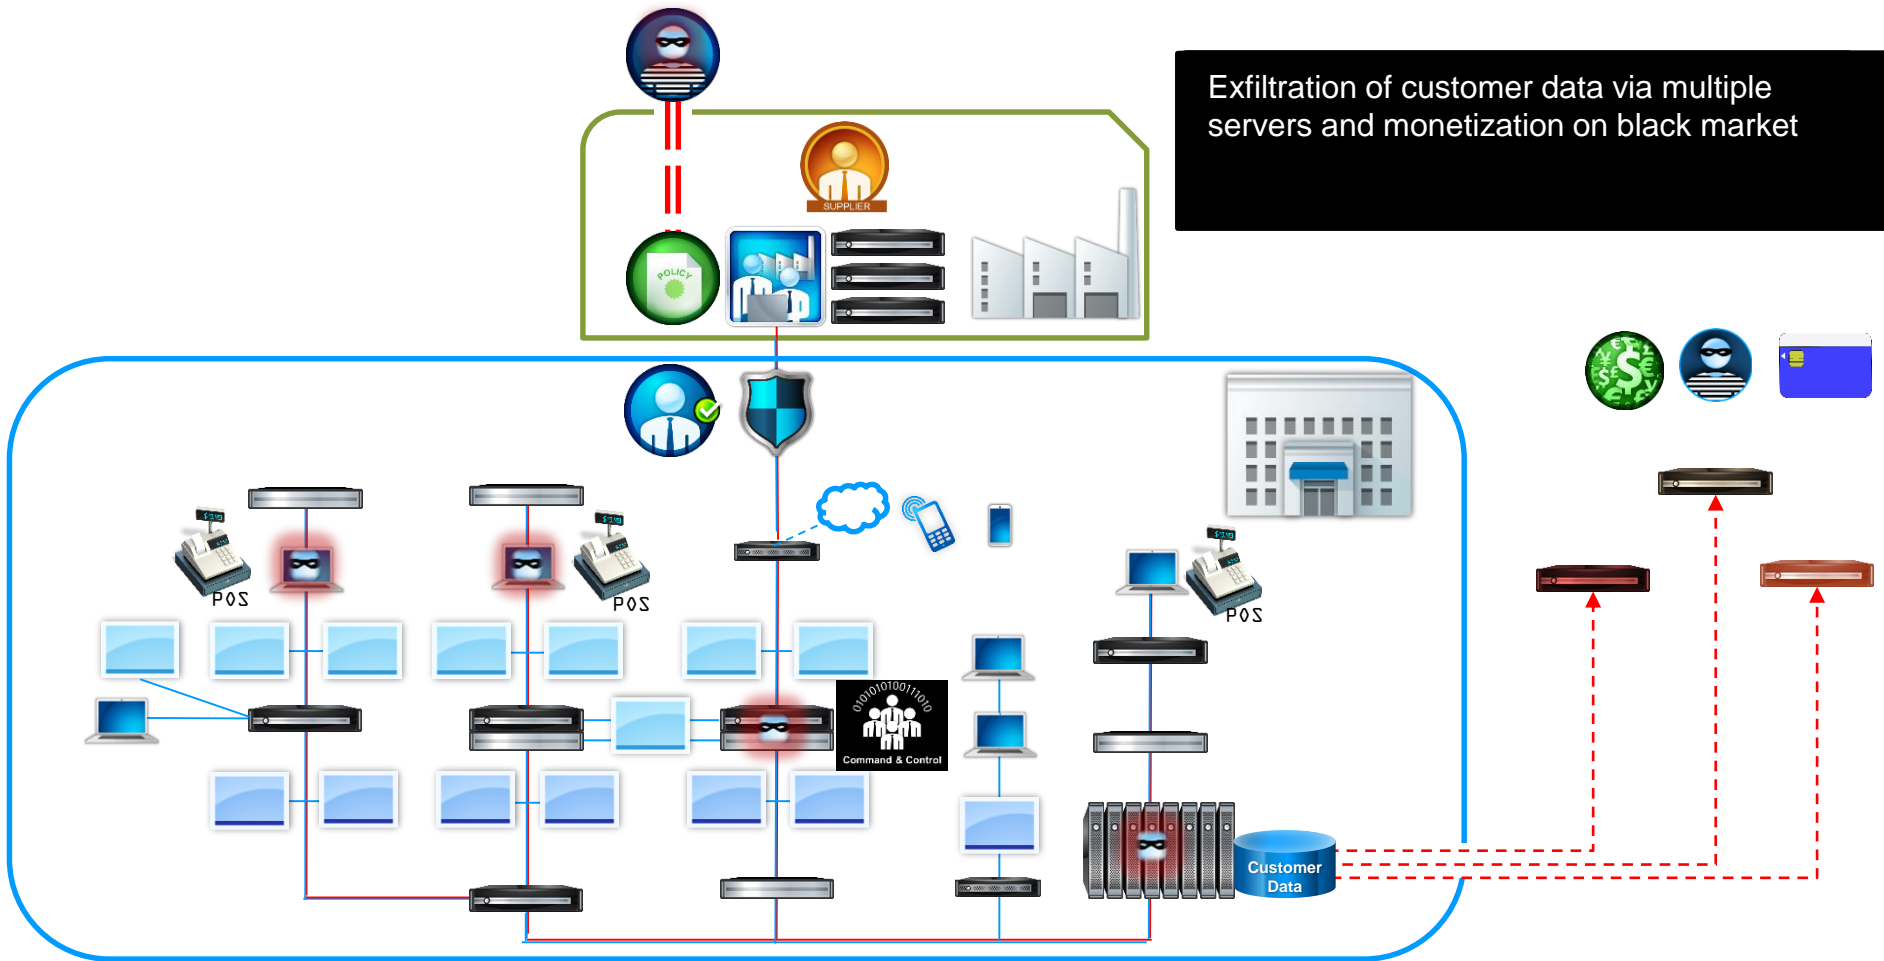 Exfiltration of customer data via multiple
servers and monetization on black market
SUPPLIER
POLICY
POS
POS
POS
0101010100111010
Command & Control
Customer
Data